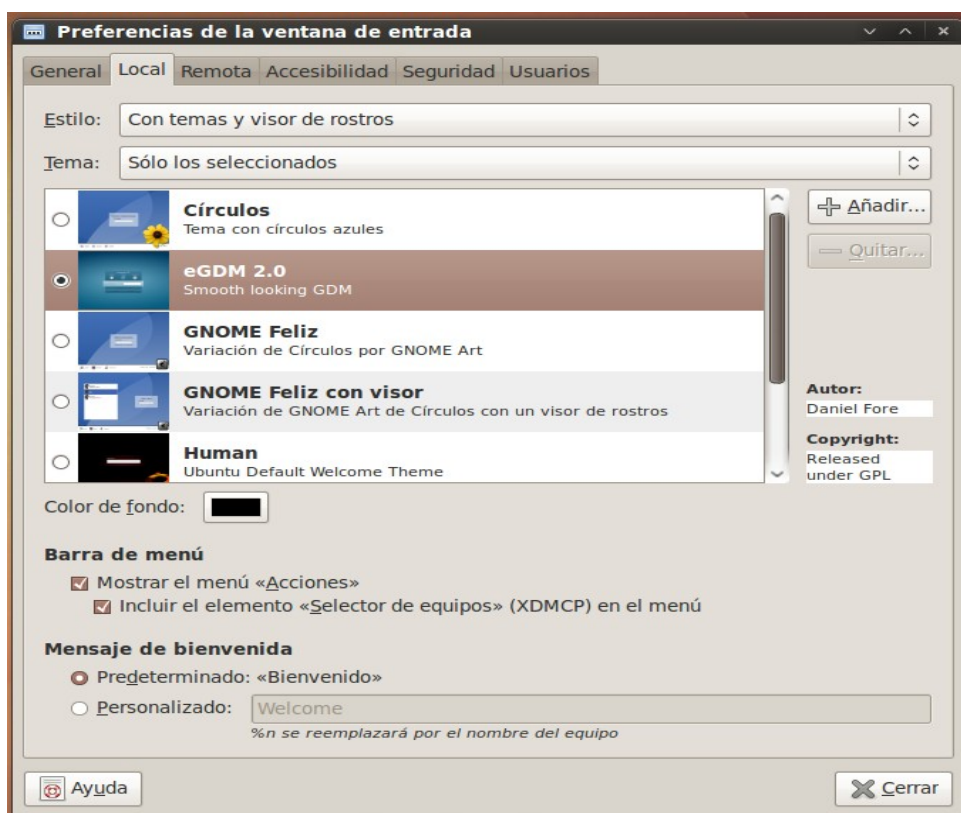 Preferencias de la ventana de entrada
General Local Remota Accesibilidad Seguridad Usuarios
Estilo: Con temas y visor de rostros
Tema: Sólo los seleccionados
Círculos
Tema con círculos azules
eGDM 2.0
Smooth looking GDM
GNOME Feliz
Variación de Círculos por GNOME Art
GNOME Feliz con visor
Variación de GNOME Art de Círculos con un visor de rostros
Human
Ubuntu Default Welcome Theme
Añadir...
Quitar...
Autor:
Daniel Fore
Copyright:
Released
under GPL
Color de fondo:
Barra de menú
Mostrar el menú «Acciones»
Incluir el elemento «Selector de equipos» (XDMCP) en el menú
Mensaje de bienvenida
Predeterminado: «Bienvenido»
Personalizado: Welcome
%n se reemplazará por el nombre del equipo
Ayuda Cerrar